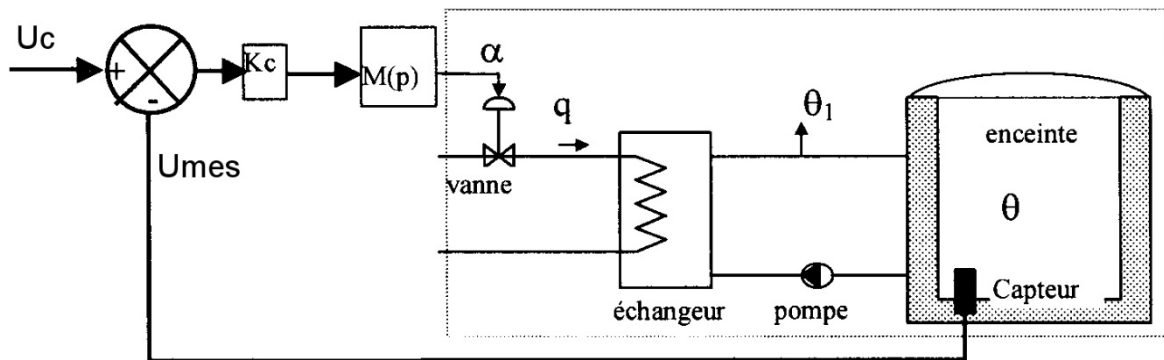 Uc
+
-
Kc
M(p)
α
q
θ1
enceinte
Umes
vanne
θ
échangeur
pompe
Capteur